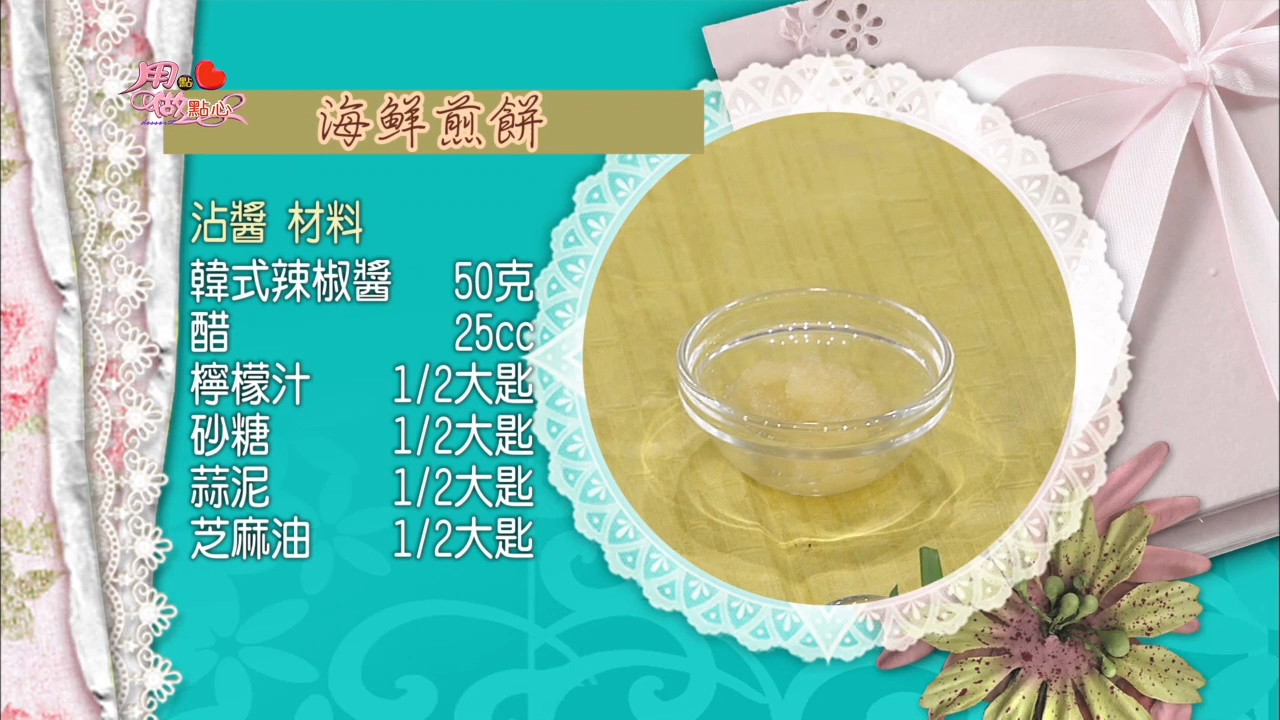 用點
做點心
dessert
海鮮煎餅
沾醬 材料
韓式辣椒醬 50克
醋 25cc
檸檬汁 1/2大匙
砂糖 1/2大匙
蒜泥 1/2大匙
芝麻油 1/2大匙